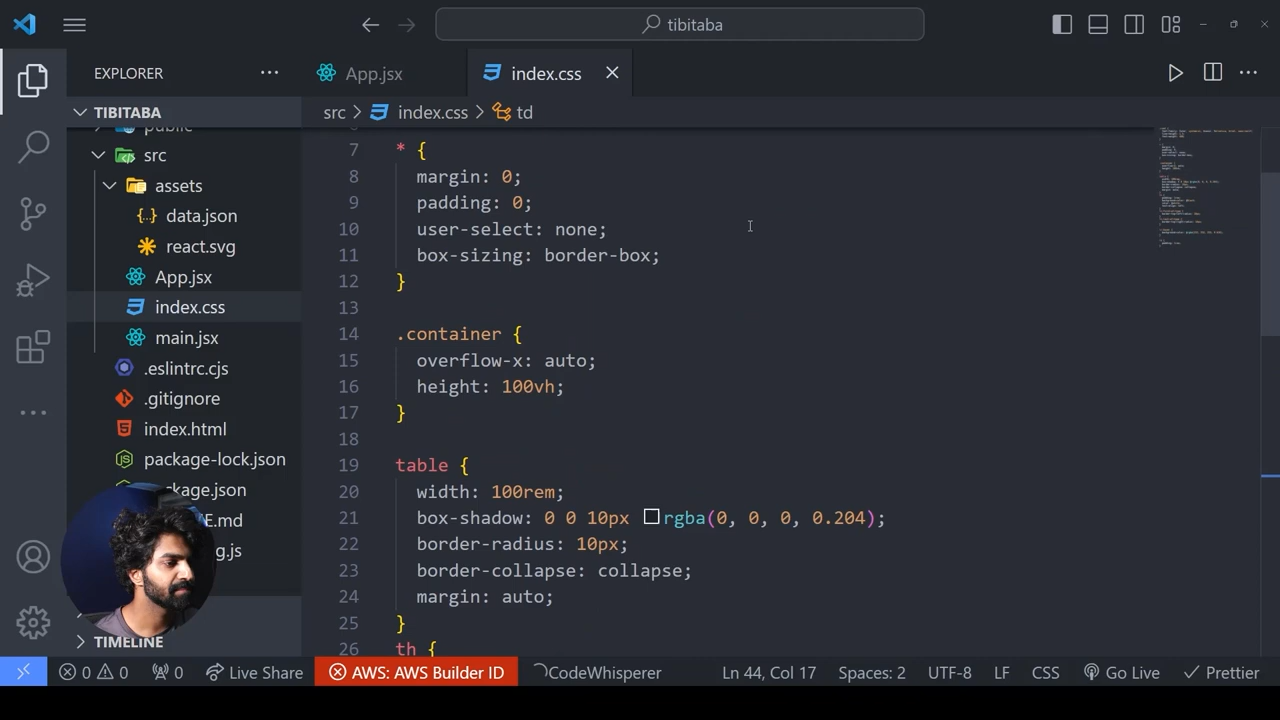 tibitaba
EXPLORER
App.jsx
index.css
TIBITABA
src > index.css > td
public
src
assets
data.json
react.svg
App.jsx
index.css
main.jsx
.eslintrc.cjs
.gitignore
index.html
package-lock.json
TIMELINE
7 * {
8 margin: 0;
9 padding: 0;
10 user-select: none;
11 box-sizing: border-box;
12 }
13
14 .container {
15 overflow-x: auto;
16 height: 100vh;
17 }
18
19 table {
20 width: 100rem;
21 box-shadow: 0 0 10px rgba(0, 0, 0, 0.204);
22 border-radius: 10px;
23 border-collapse: collapse;
24 margin: auto;
25 }
26 th {
0 0 0 Live Share AWS: AWS Builder ID CodeWhisperer Ln 44, Col 17 Spaces: 2 UTF-8 LF CSS Go Live Prettier